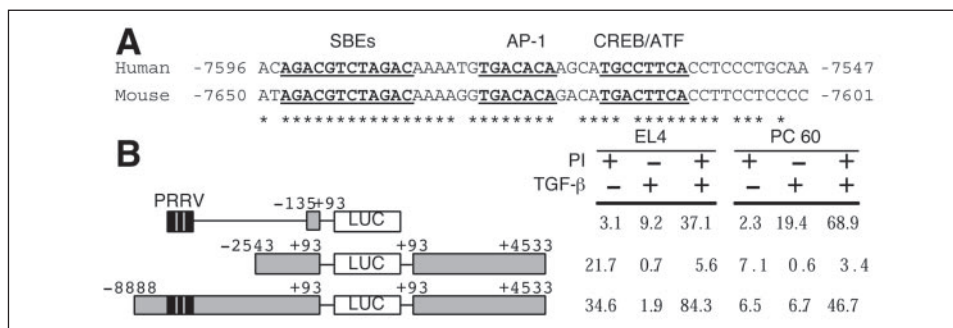 A
SBEs AP-1 CREB/ATF
Human -7596 ACAGACGTCTAGACAAAATGTGACACAAGCATGCCTTCACCTCCCTGCAA -7547
Mouse -7650 ATAGACGTCTAGACAAAAGGTGACACAGACATGACTTCACCTTCCTCCCC -7601
* *************** ******** **** ******** *** *
B
EL4 PC 60
PI + − + + − +
TGF-β − + + − + +
PRRV −135 +93
LUC 3.1 9.2 37.1 2.3 19.4 68.9
−2543 +93 +93 +4533
LUC 21.7 0.7 5.6 7.1 0.6 3.4
−8888 +93 +93 +4533
LUC 34.6 1.9 84.3 6.5 6.7 46.7